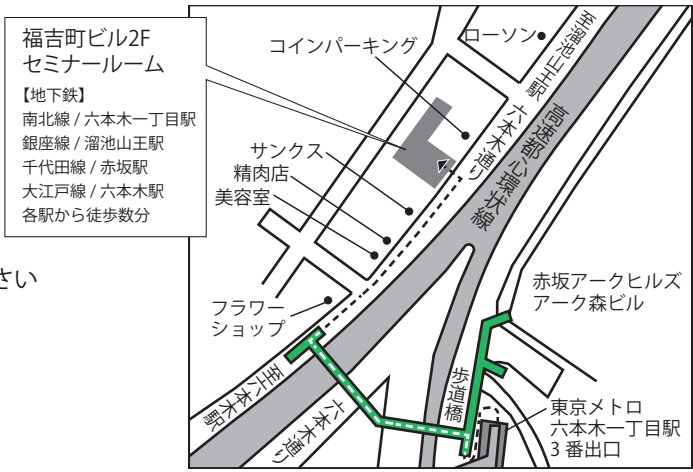 福吉町ビル2F
セミナールーム
【地下鉄】
南北線 / 六本木一丁目駅
銀座線 / 溜池山王駅
千代田線 / 赤坂駅
大江戸線 / 六本木駅
各駅から徒歩数分
さい
コインパーキング
ローソン
至溜池山王駅
六本木通り
高速都心環状線
サンクス
精肉店
美容室
フラワー
ショップ
赤坂アークヒルズ
アーク森ビル
歩道橋
至六本木駅
六本木通り
東京メトロ
六本木一丁目駅
3 番出口